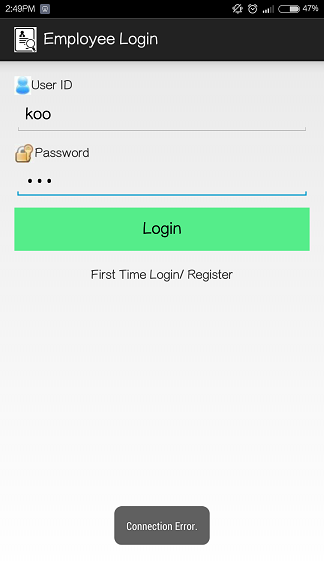 2:49PM 47%
Employee Login
User ID
koo
Password
•••
Login
First Time Login/ Register
Connection Error.